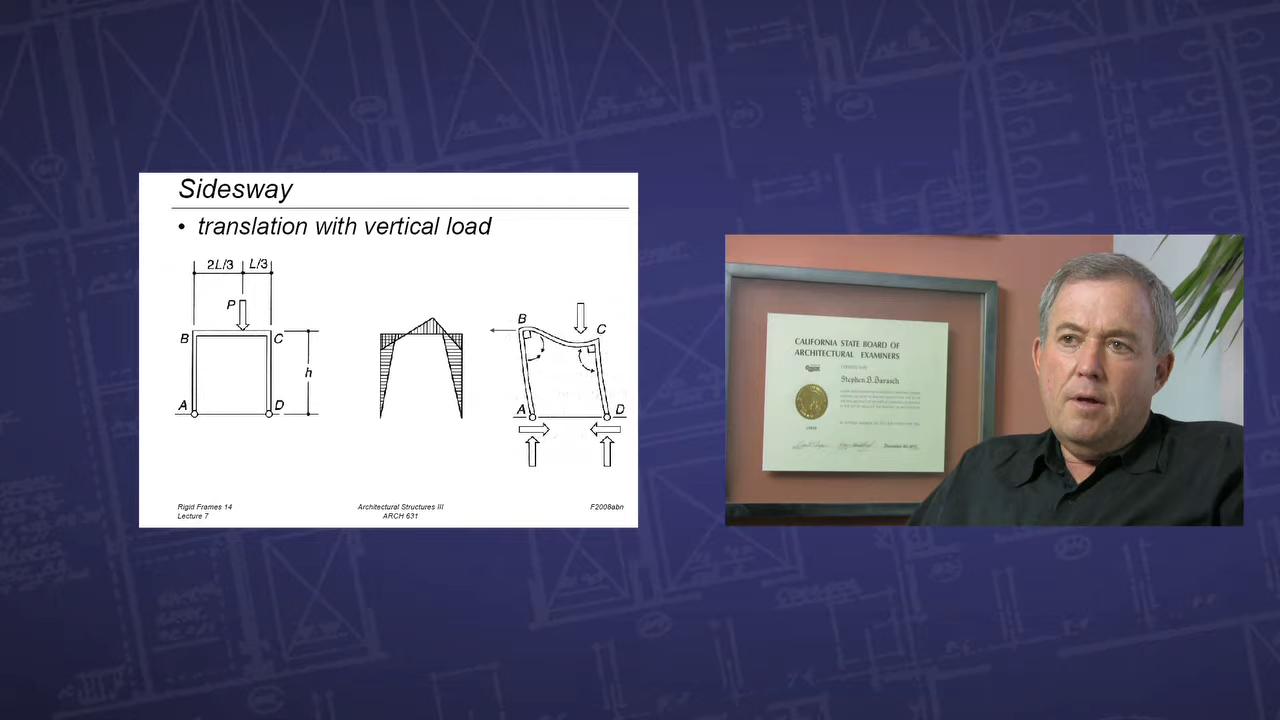 Sidesway
• translation with vertical load
2L/3 L/3
P
B C
h
A D
B C
A D
Rigid Frames 14
Lecture 7
Architectural Structures III
ARCH 631
F2008abn
CALIFORNIA STATE BOARD OF
ARCHITECTURAL EXAMINERS
Stephen B. Barasch